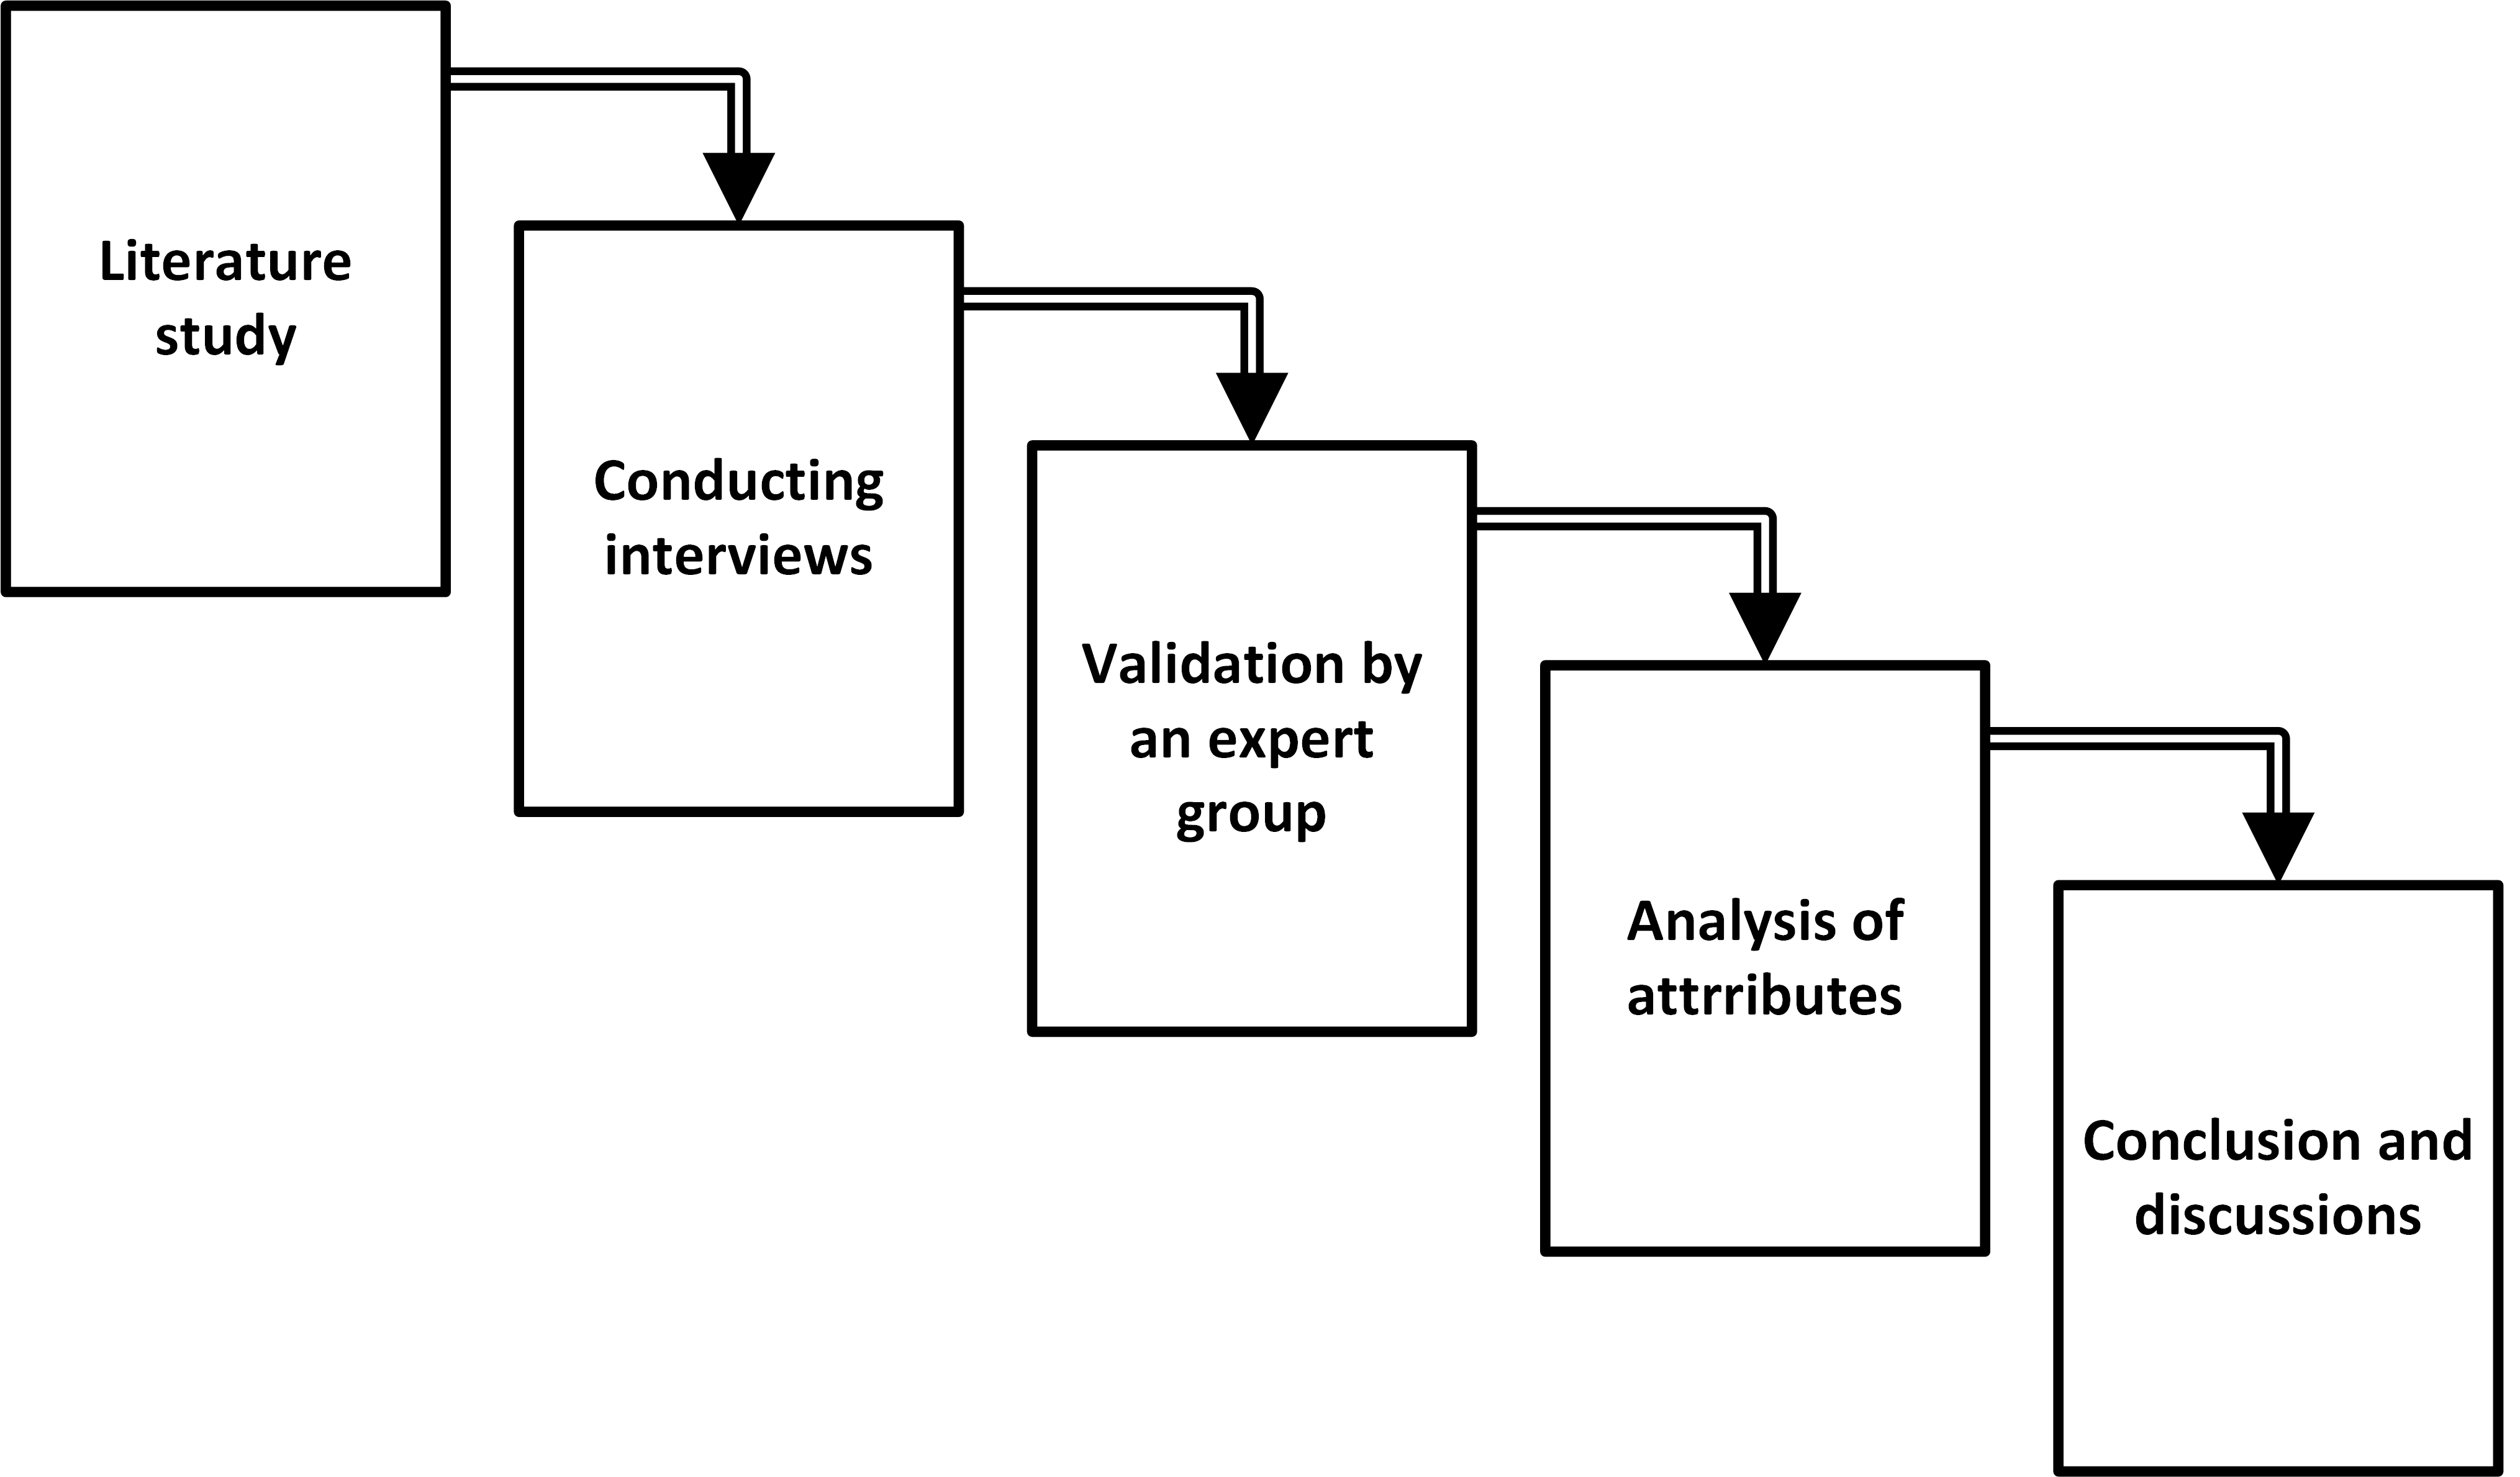 Literature
study
Conducting
interviews
Validation by
an expert
group
Analysis of
attrributes
Conclusion and
discussions